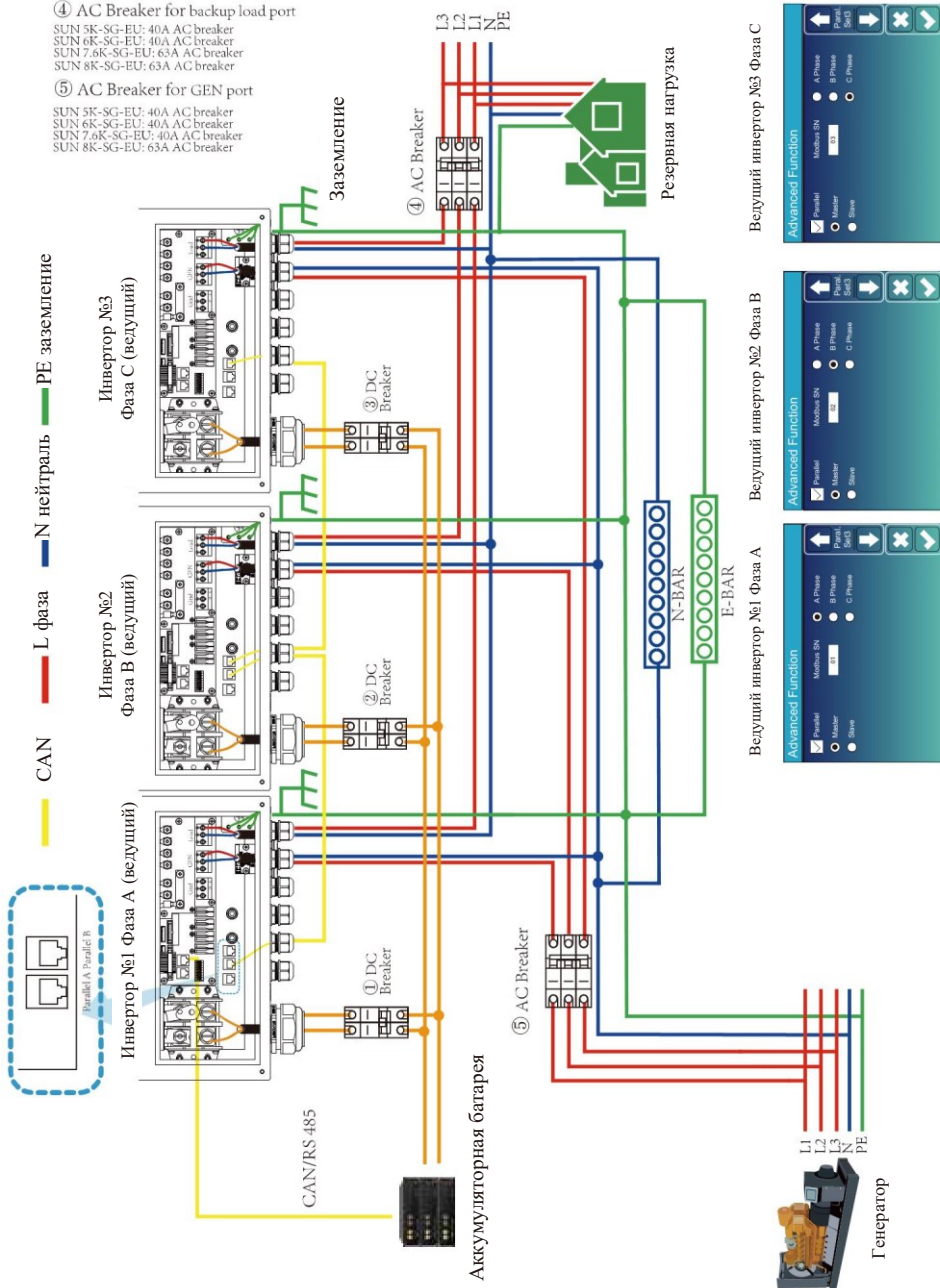 ④ AC Breaker for backup load port
SUN 5K-SG-EU: 40A AC breaker
SUN 6K-SG-EU: 40A AC breaker
SUN 7.6K-SG-EU: 63A AC breaker
SUN 8K-SG-EU: 63A AC breaker
⑤ AC Breaker for GEN port
SUN 5K-SG-EU: 40A AC breaker
SUN 6K-SG-EU: 40A AC breaker
SUN 7.6K-SG-EU: 40A AC breaker
SUN 8K-SG-EU: 63A AC breaker
CAN
L фаза
N нейтраль
PE заземление
Parallel A Parallel B
Инвертор №1 Фаза A (ведущий)
Инвертор №2
Фаза B (ведущий)
Инвертор №3
Фаза C (ведущий)
Grid
GEN
Load
Grid
GEN
Load
Grid
GEN
Load
Заземление
CAN/RS 485
① DC
Breaker
② DC
Breaker
③ DC
Breaker
④ AC Breaker
L3
L2
L1
N
PE
Резервная нагрузка
Аккумуляторная батарея
⑤ AC Breaker
N-BAR
E-BAR
L1
L2
L3
N
PE
Генератор
Ведущий инвертор №1 Фаза A
Advanced Function
Parallel
Master
Slave
Modbus SN
01
A Phase
B Phase
C Phase
Paral.
Set3
Ведущий инвертор №2 Фаза B
Advanced Function
Parallel
Master
Slave
Modbus SN
02
A Phase
B Phase
C Phase
Paral.
Set3
Ведущий инвертор №3 Фаза C
Advanced Function
Parallel
Master
Slave
Modbus SN
03
A Phase
B Phase
C Phase
Paral.
Set3